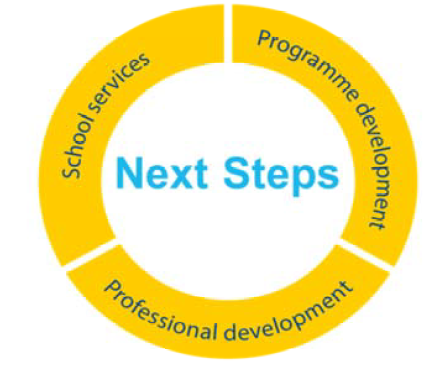 School services
Programme development
Next Steps
Professional development